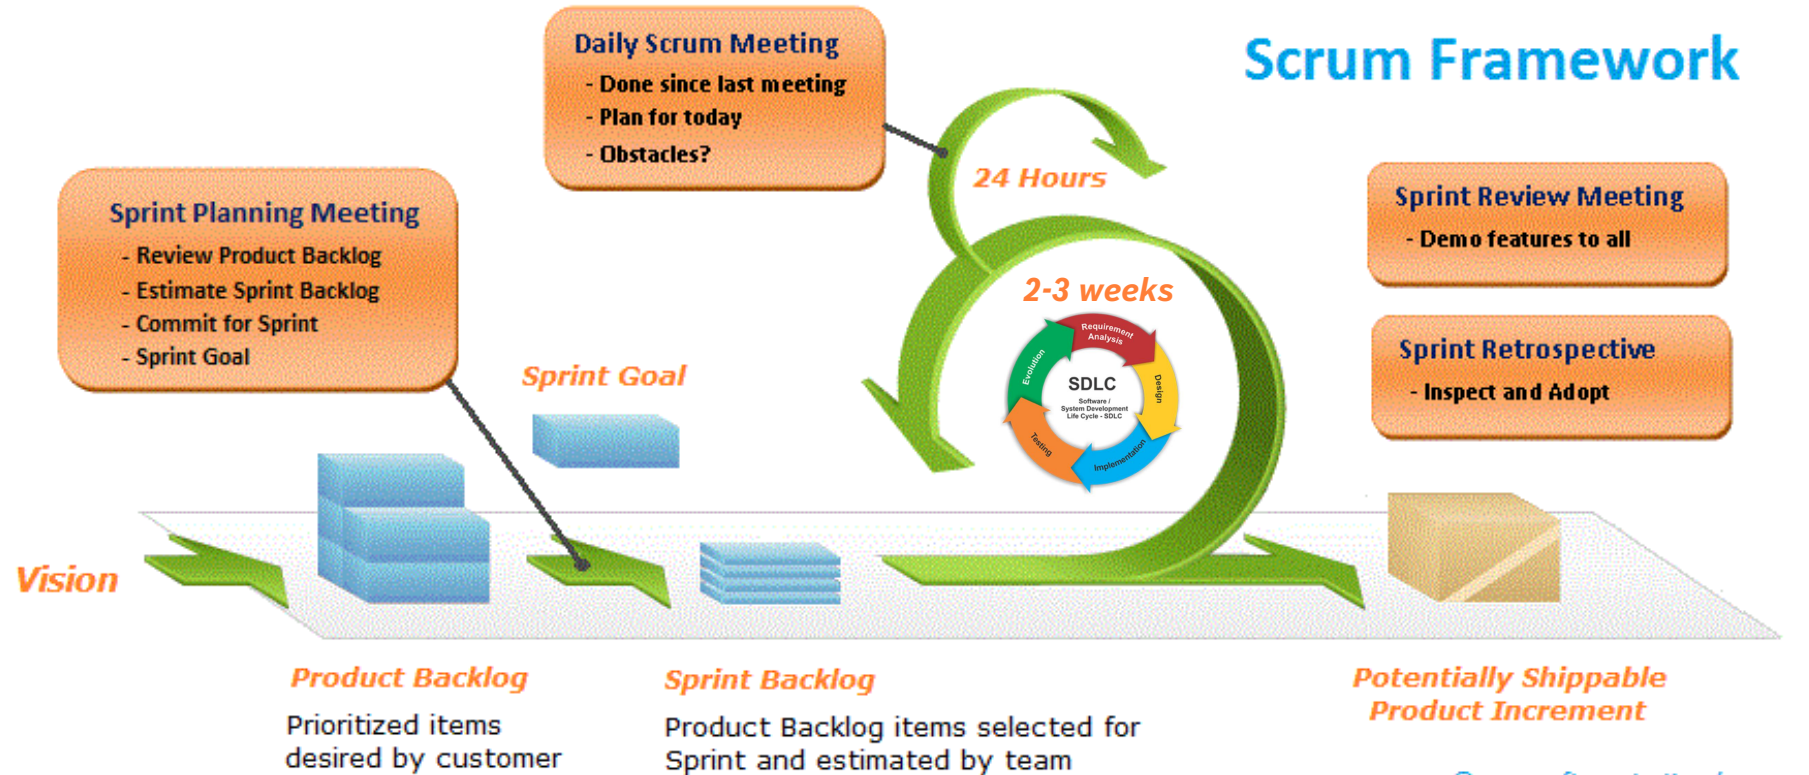 Scrum Framework
Daily Scrum Meeting
- Done since last meeting
- Plan for today
- Obstacles?
24 Hours
Sprint Planning Meeting
- Review Product Backlog
- Estimate Sprint Backlog
- Commit for Sprint
- Sprint Goal
Sprint Review Meeting
- Demo features to all
Sprint Retrospective
- Inspect and Adopt
2-3 weeks
Requirement
Analysis
Design
Implementation
Testing
Evolution
SDLC
Software /
System Development
Life Cycle - SDLC
Sprint Goal
Vision
Product Backlog
Prioritized items
desired by customer
Sprint Backlog
Product Backlog items selected for
Sprint and estimated by team
Potentially Shippable
Product Increment